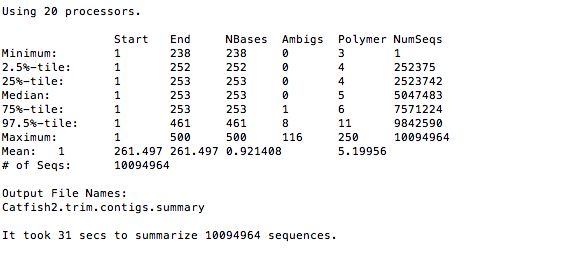 Using 20 processors.
Start End NBases Ambigs Polymer NumSeqs
Minimum: 1 238 238 0 3 1
2.5%-tile: 1 252 252 0 4 252375
25%-tile: 1 253 253 0 4 2523742
Median: 1 253 253 0 5 5047483
75%-tile: 1 253 253 1 6 7571224
97.5%-tile: 1 461 461 8 11 9842590
Maximum: 1 500 500 116 250 10094964
Mean: 1 261.497 261.497 0.921408 5.19956
# of Seqs: 10094964
Output File Names:
Catfish2.trim.contigs.summary
It took 31 secs to summarize 10094964 sequences.